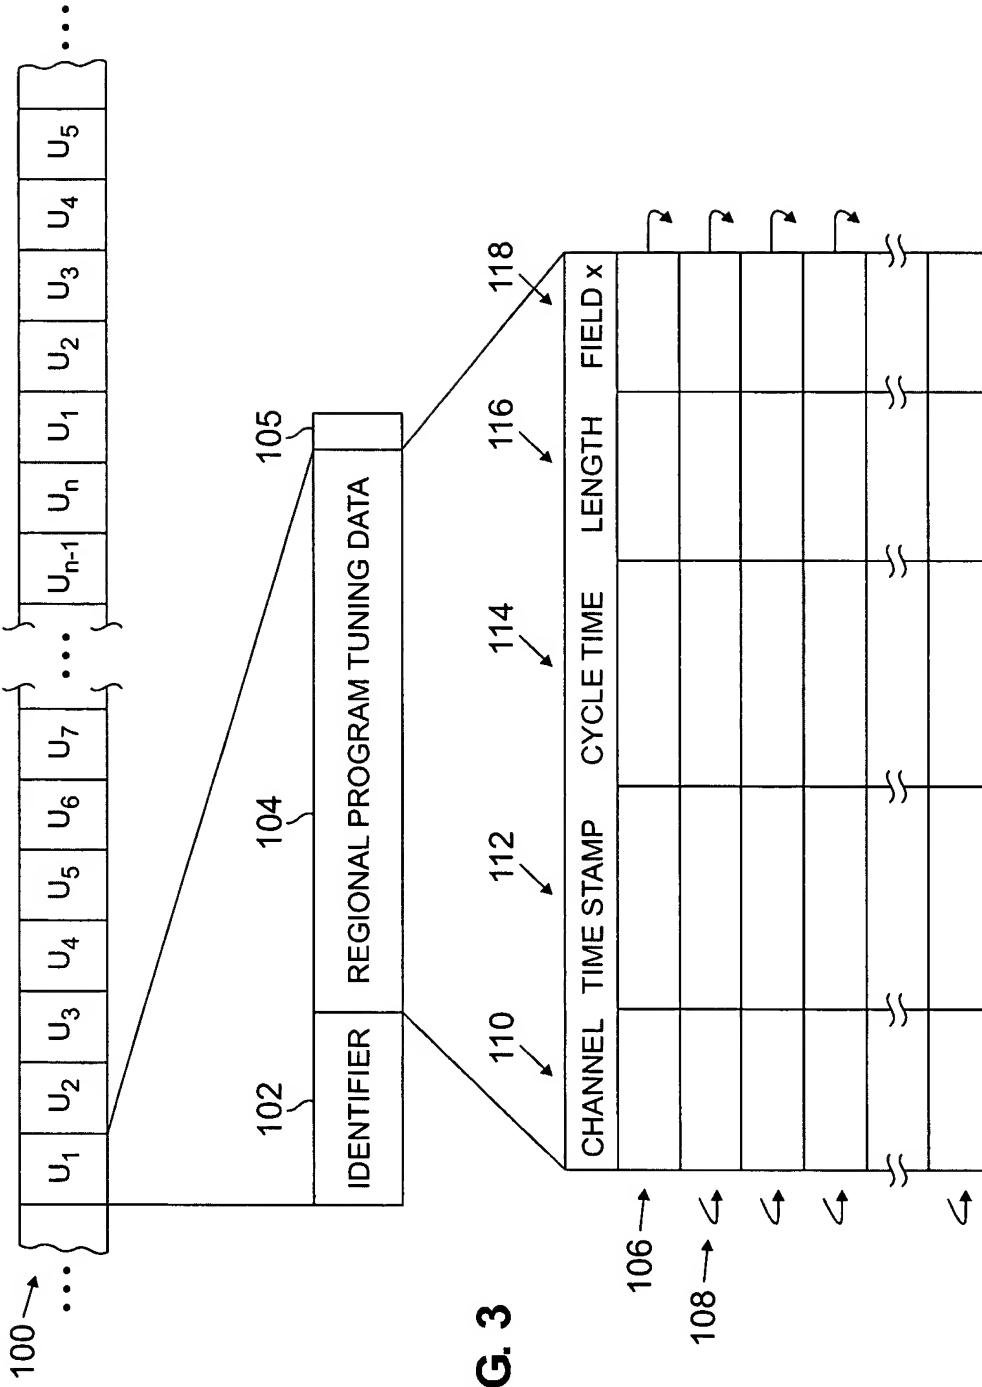 100
... U1 U2 U3 U4 U5 U6 U7 ... Un-1 Un U1 U2 U3 U4 U5 ...
102 104 105
IDENTIFIER REGIONAL PROGRAM TUNING DATA
110 112 114 116 118
CHANNEL TIME STAMP CYCLE TIME LENGTH FIELD x
106
108
G. 3